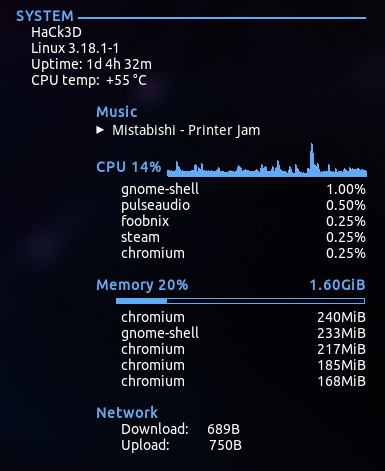 SYSTEM
HaCk3D
Linux 3.18.1-1
Uptime: 1d 4h 32m
CPU temp: +55 °C
Music
► Mistabishi - Printer Jam
CPU 14%
gnome-shell 1.00%
pulseaudio 0.50%
foobnix 0.25%
steam 0.25%
chromium 0.25%
Memory 20% 1.60GiB
chromium 240MiB
gnome-shell 233MiB
chromium 217MiB
chromium 185MiB
chromium 168MiB
Network
Download: 689B
Upload: 750B